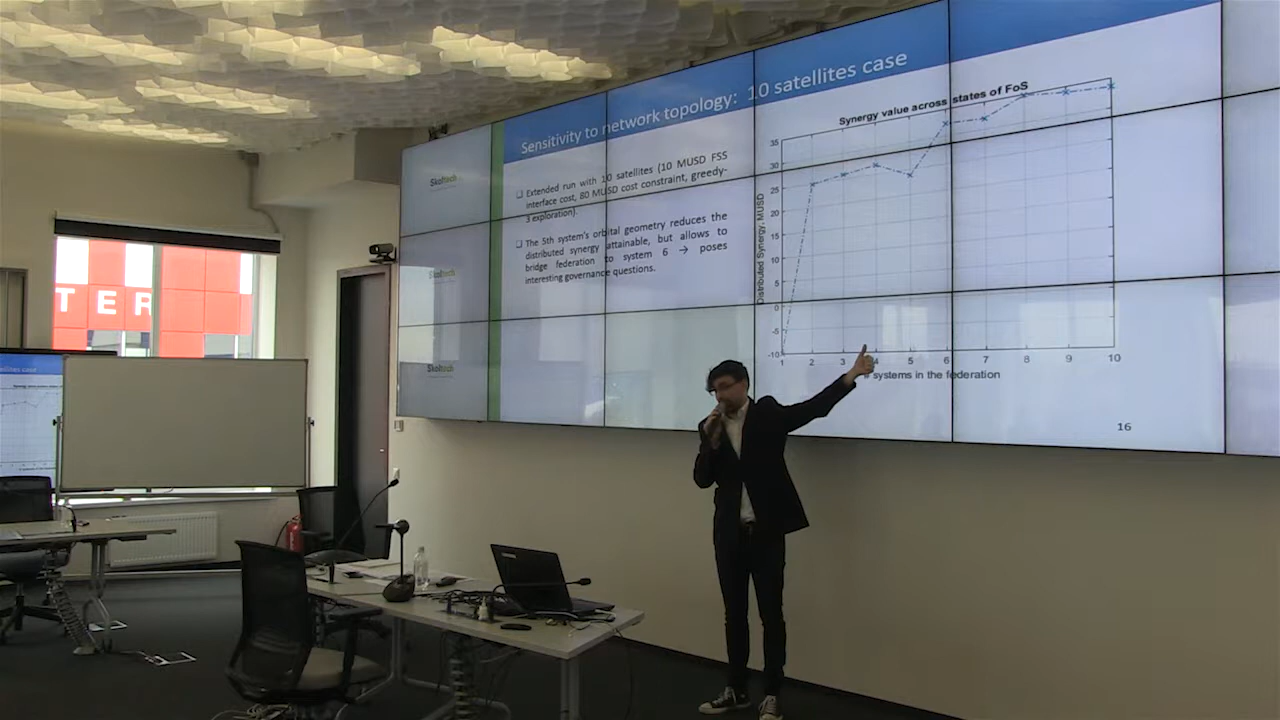 Sensitivity to network topology: 10 satellites case
Skoltech
❑ Extended run with 10 satellites (10 MUSD FSS
interface cost, 80 MUSD cost constraint, greedy-
3 exploration).
❑ The 5th system's orbital geometry reduces the
distributed synergy attainable, but allows to
bridge federation to system 6 → poses
interesting governance questions.
Skoltech
Skoltech
Synergy value across states of FoS
Distributed Synergy, MUSD
35
30
25
20
15
10
5
0
-5
-10
1 2 3 4 5 6 7 8 9 10
# systems in the federation
16
TER